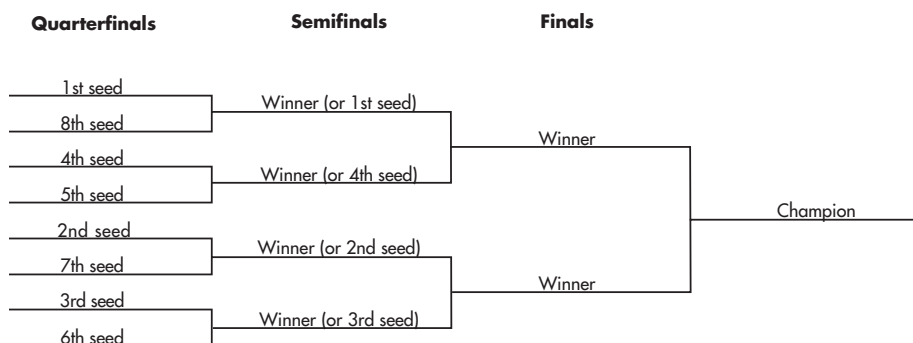 Quarterfinals Semifinals Finals
1st seed
Winner (or 1st seed)
8th seed
Winner
4th seed
Winner (or 4th seed)
5th seed
Champion
2nd seed
Winner (or 2nd seed)
7th seed
Winner
3rd seed
Winner (or 3rd seed)
6th seed